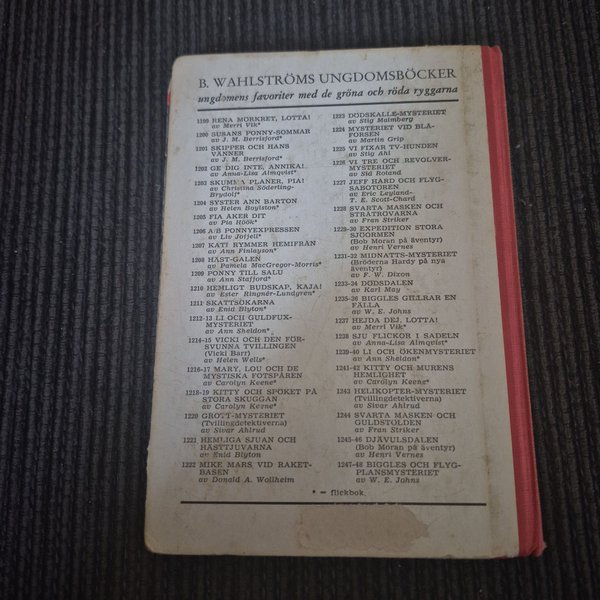 B. WAHLSTRÖMS UNGDOMSBÖCKER
ungdomens favoriter med de gröna och röda ryggarna
1199 RENA MÖRKRET, LOTTA!
av Merri Vik*
1200 SUSANS PONNY-SOMMAR
av J. M. Berrisford*
1201 SKIPPER OCH HANS
VÄNNER
av J. M. Berrisford*
1202 GE DIG INTE, ANNIKA!
av Anna-Lisa Almqvist*
1203 SKUMMA PLANER, PIA!
av Christina Söderling-
Brydolf*
1204 SYSTER ANN BARTON
av Helen Boylston*
1205 FIA ÅKER DIT
av Pia Höök*
1206 A/B PONNYEXPRESSEN
av Liv Jotjell*
1207 KATI RYMMER HEMIFRÅN
av Ann Finlayson*
1208 HÄST-GALEN
av Pamela MacGregor-Morris*
1209 PONNY TILL SALU
av Ann Stafford*
1210 HEMLIGT BUDSKAP, KAJA!
av Ester Ringnér-Lundgren*
1211 SKATTSÖKARNA
av Enid Blyton*
1212-13 LI OCH GULDFUX-
MYSTERIET
av Ann Sheldon*
1214-15 VICKI OCH DEN FÖR-
SVUNNA TVILLINGEN
(Vicki Barr)
av Helen Wells*
1216-17 MARY, LOU OCH DE
MYSTISKA FOTSPÅREN
av Carolyn Keene*
1218-19 KITTY OCH SPÖKET PÅ
STORA SKUGGAN
av Carolyn Keene*
1220 GROTT-MYSTERIET
(Tvillingdetektiverna)
av Sivar Ahlrud
1221 HEMLIGA SJUAN OCH
HÄSTTJUVARNA
av Enid Blyton
1222 MIKE MARS VID RAKET-
BASEN
av Donald A. Wollheim
1223 DÖDSKALLE-MYSTERIET
av Stig Malmberg
1224 MYSTERIET VID BLÅ-
FORSEN
av Martin Grip
1225 VI FIXAR TV-HUNDEN
av Stig Ahl
1226 VI TRE OCH REVOLVER-
MYSTERIET
av Sid Roland
1227 JEFF HARD OCH FLYG-
SABOTÖREN
av Eric Leyland-
T. E. Scott-Chard
1228 SVARTA MASKEN OCH
STRÅTRÖVARNA
av Fran Striker
1229-30 EXPEDITION STORA
SJÖORMEN
(Bob Moran på äventyr)
av Henri Vernes
1231-32 MIDNATTS-MYSTERIET
(Bröderna Hardy på nya
äventyr)
av F. W. Dixon
1233-34 DÖDSDALEN
av Karl May
1235-36 BIGGLES GILLRAR EN
FÄLLA
av W. E. Johns
1237 HEJDA DEJ, LOTTA!
av Merri Vik*
1238 SJU FLICKOR I SADELN
av Anna-Lisa Almqvist*
1239-40 LI OCH ÖKENMYSTERIET
av Ann Sheldon*
1241-42 KITTY OCH MURENS
HEMLIGHET
av Carolyn Keene*
1243 HELIKOPTER-MYSTERIET
(Tvillingdetektiverna)
av Sivar Ahlrud
1244 SVARTA MASKEN OCH
GULDSTOLDEN
av Fran Striker
1245-46 DJÄVULSDALEN
(Bob Moran på äventyr)
av Henri Vernes
1247-48 BIGGLES OCH FLYG-
PLANSMYSTERIET
av W. E. Johns
* = flickbok